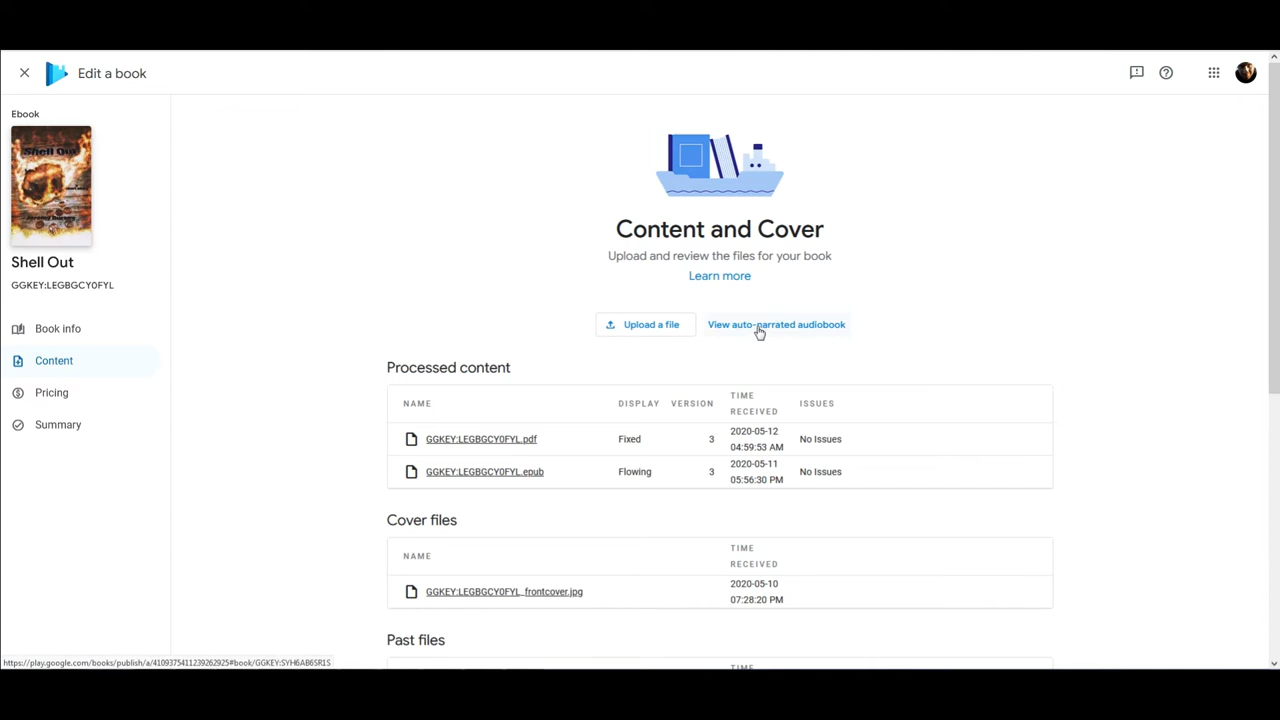 Edit a book
Ebook
Shell Out
Shell Out
GGKEY:LEGBGCY0FYL
Book info
Content
Pricing
Summary
Content and Cover
Upload and review the files for your book
Learn more
Upload a file
View auto-narrated audiobook
Processed content
NAME DISPLAY VERSION TIME RECEIVED ISSUES
GGKEY:LEGBGCY0FYL.pdf Fixed 3 2020-05-12 04:59:53 AM No Issues
GGKEY:LEGBGCY0FYL.epub Flowing 3 2020-05-11 05:56:30 PM No Issues
Cover files
NAME TIME RECEIVED
GGKEY:LEGBGCY0FYL_frontcover.jpg 2020-05-10 07:28:20 PM
Past files
TIME
https://play.google.com/books/publish/a/4109375411239262925#book/GGKEY:SYH6AB6SR1S